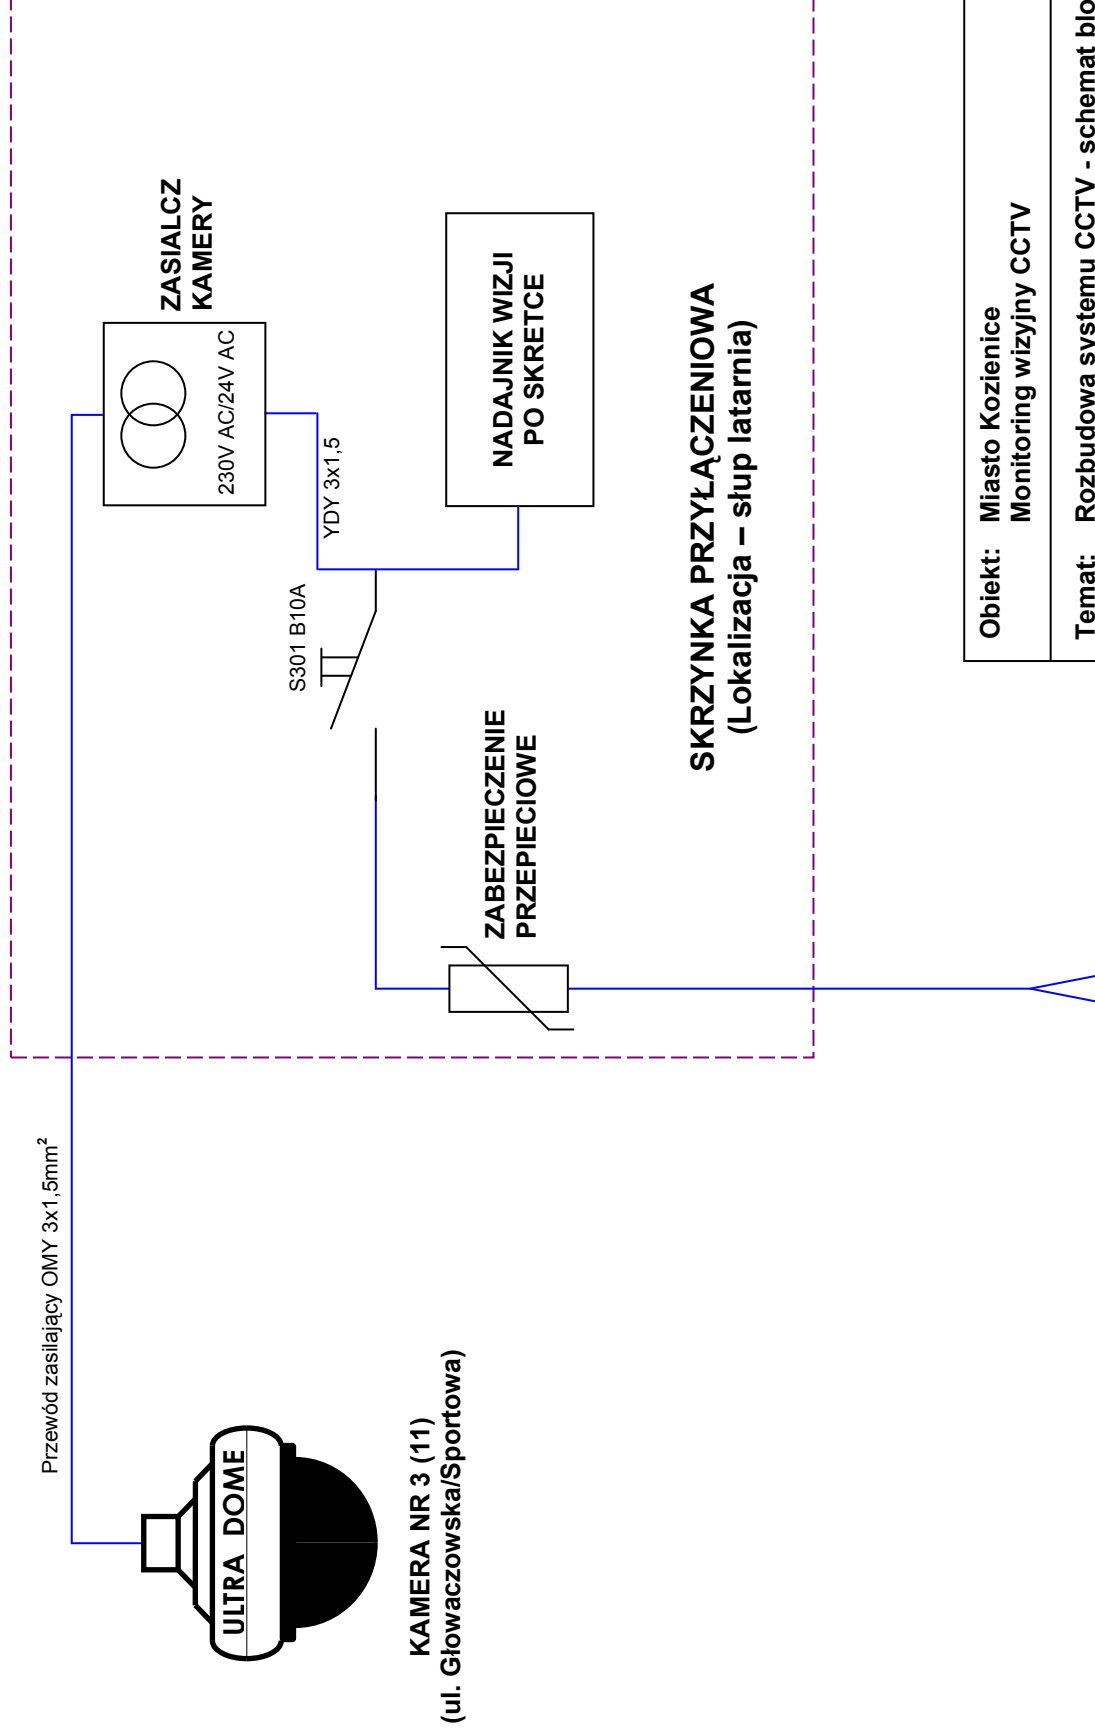 Przewód zasilający OMY 3x1,5mm²
ULTRA DOME
KAMERA NR 3 (11)
(ul. Głowaczowska/Sportowa)
ZASIALCZ
KAMERY
230V AC/24V AC
YDY 3x1,5
S301 B10A
NADAJNIK WIZJI
PO SKRETCE
ZABEZPIECZENIE
PRZEPIECIOWE
SKRZYNKA PRZYŁĄCZENIOWA
(Lokalizacja – słup latarnia)
Obiekt: Miasto Kozienice
Monitoring wizyjny CCTV
Temat: Rozbudowa systemu CCTV - schemat blo